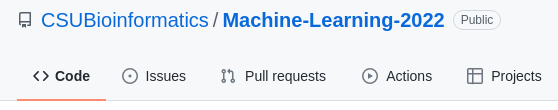 CSUBioinformatics / Machine-Learning-2022 Public
Code Issues Pull requests Actions Projects